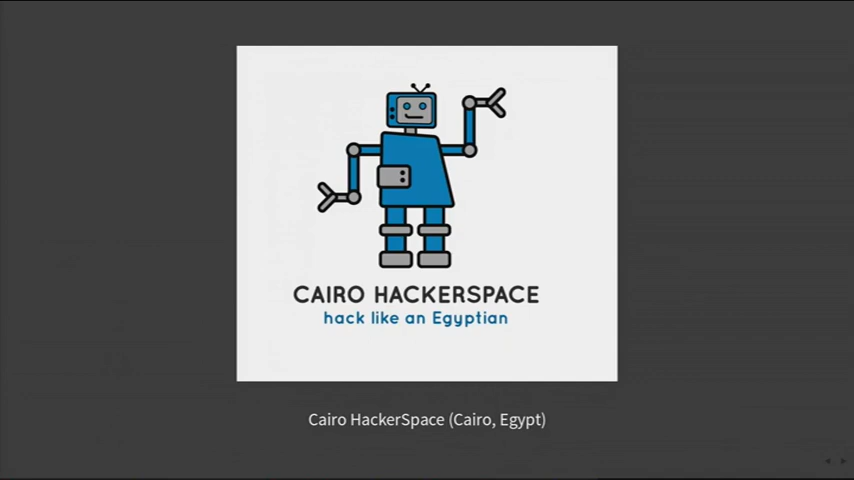 CAIRO HACKERSPACE
hack like an Egyptian
Cairo HackerSpace (Cairo, Egypt)